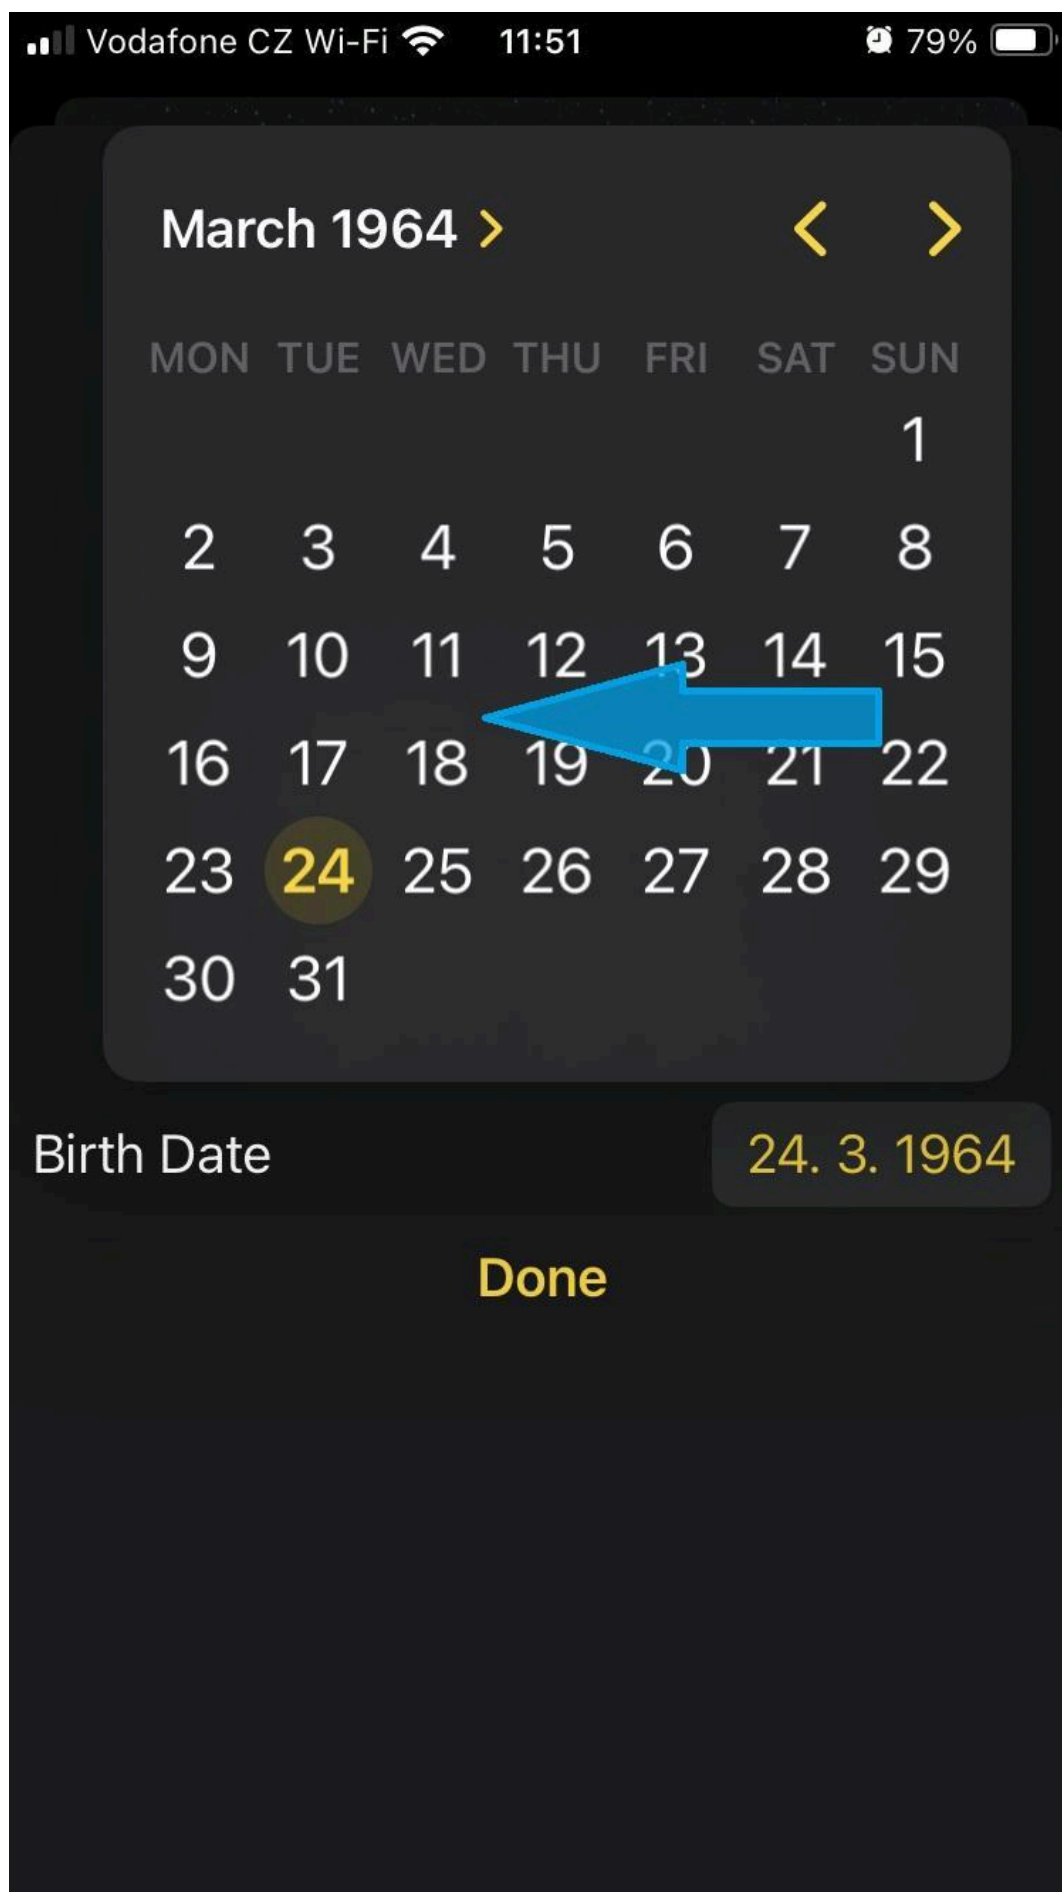 Vodafone CZ Wi-Fi 11:51 79%
March 1964 >
MON TUE WED THU FRI SAT SUN
1
2 3 4 5 6 7 8
9 10 11 12 13 14 15
16 17 18 19 20 21 22
23 24 25 26 27 28 29
30 31
Birth Date 24. 3. 1964
Done